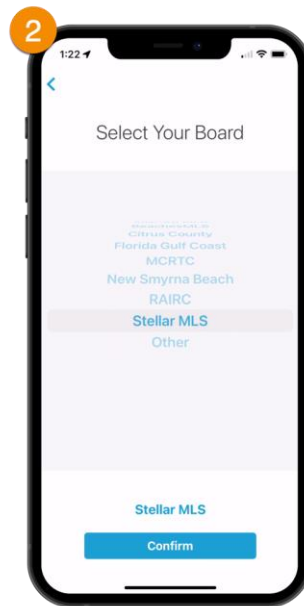 2
1:22
Select Your Board
BeachesMLS
Citrus County
Florida Gulf Coast
MCRTC
New Smyrna Beach
RAIRC
Stellar MLS
Other
Stellar MLS
Confirm